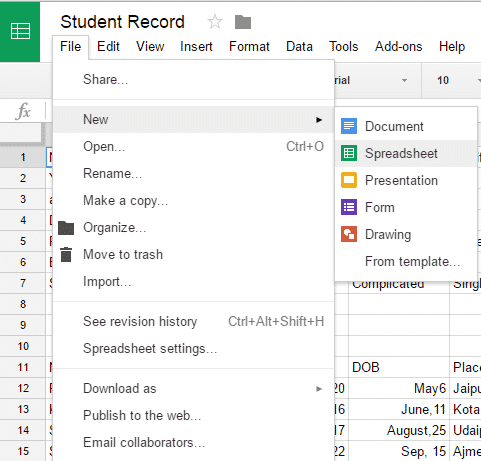 Student Record
File Edit View Insert Format Data Tools Add-ons Help
Share...
rial 10
fx
New ►
Document
Open... Ctrl+O
Spreadsheet
Rename...
Presentation
Make a copy...
Form
Organize...
Drawing
Move to trash
From template...
Import...
See revision history Ctrl+Alt+Shift+H
Spreadsheet settings...
Download as ►
Publish to the web...
Email collaborators...
1
2
3
4
5
6
7 Complicated Singl
8
9
10
11 DOB Place
12 20 May6 Jaipu
13 16 June,11 Kota
14 17 August,25 Udaip
15 22 Sep, 15 Ajme